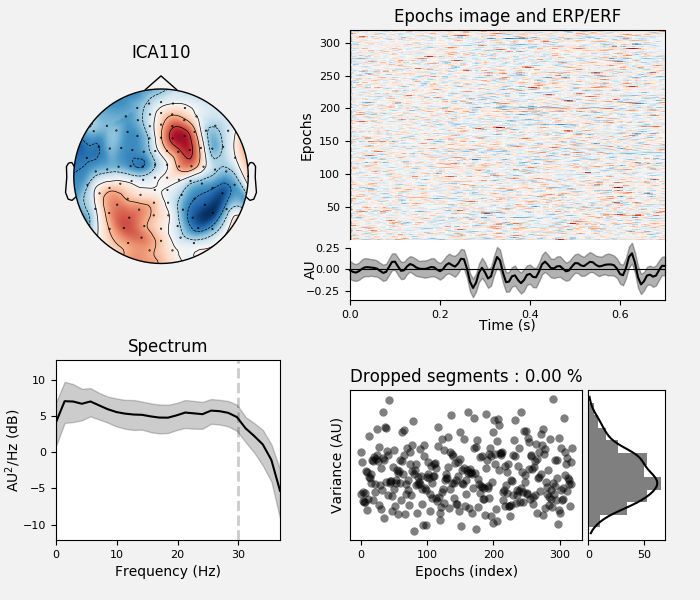 ICA110
Epochs image and ERP/ERF
Epochs
300
250
200
150
100
50
AU
0.25
0.00
−0.25
0.0
0.2
0.4
0.6
Time (s)
Spectrum
AU²/Hz (dB)
10
5
0
−5
−10
0
10
20
30
Frequency (Hz)
Dropped segments : 0.00 %
Variance (AU)
0
100
200
300
Epochs (index)
0
50